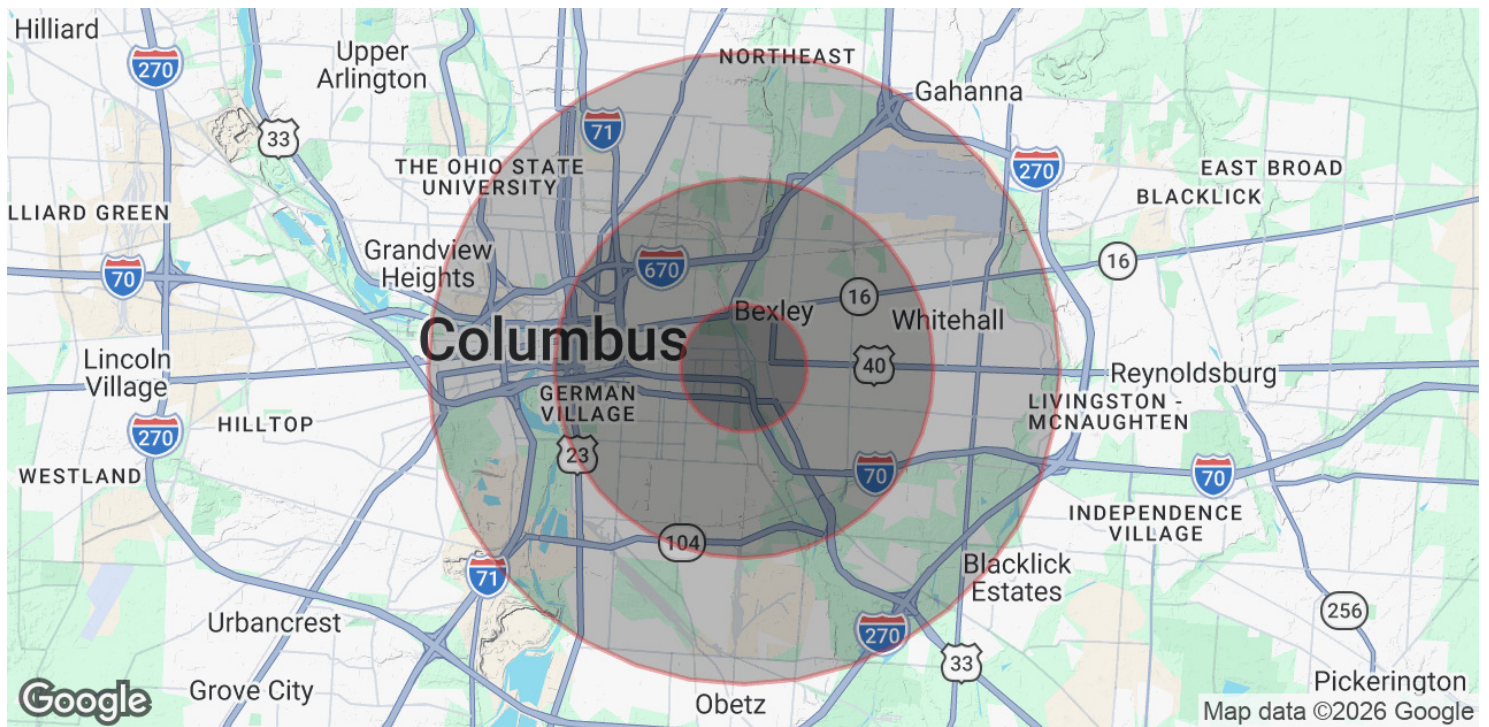 Hilliard
270
Upper
Arlington
33
71
NORTHEAST
Gahanna
THE OHIO STATE
UNIVERSITY
270
EAST BROAD
BLACKLICK
LLIARD GREEN
Grandview
Heights
70
670
16
16
Bexley
Whitehall
Columbus
Lincoln
Village
40
Reynoldsburg
GERMAN
VILLAGE
LIVINGSTON -
MCNAUGHTEN
HILLTOP
270
23
WESTLAND
70
70
INDEPENDENCE
VILLAGE
104
71
Blacklick
Estates
256
Urbancrest
270
33
Grove City
Obetz
Pickerington
Google
Map data ©2026 Google